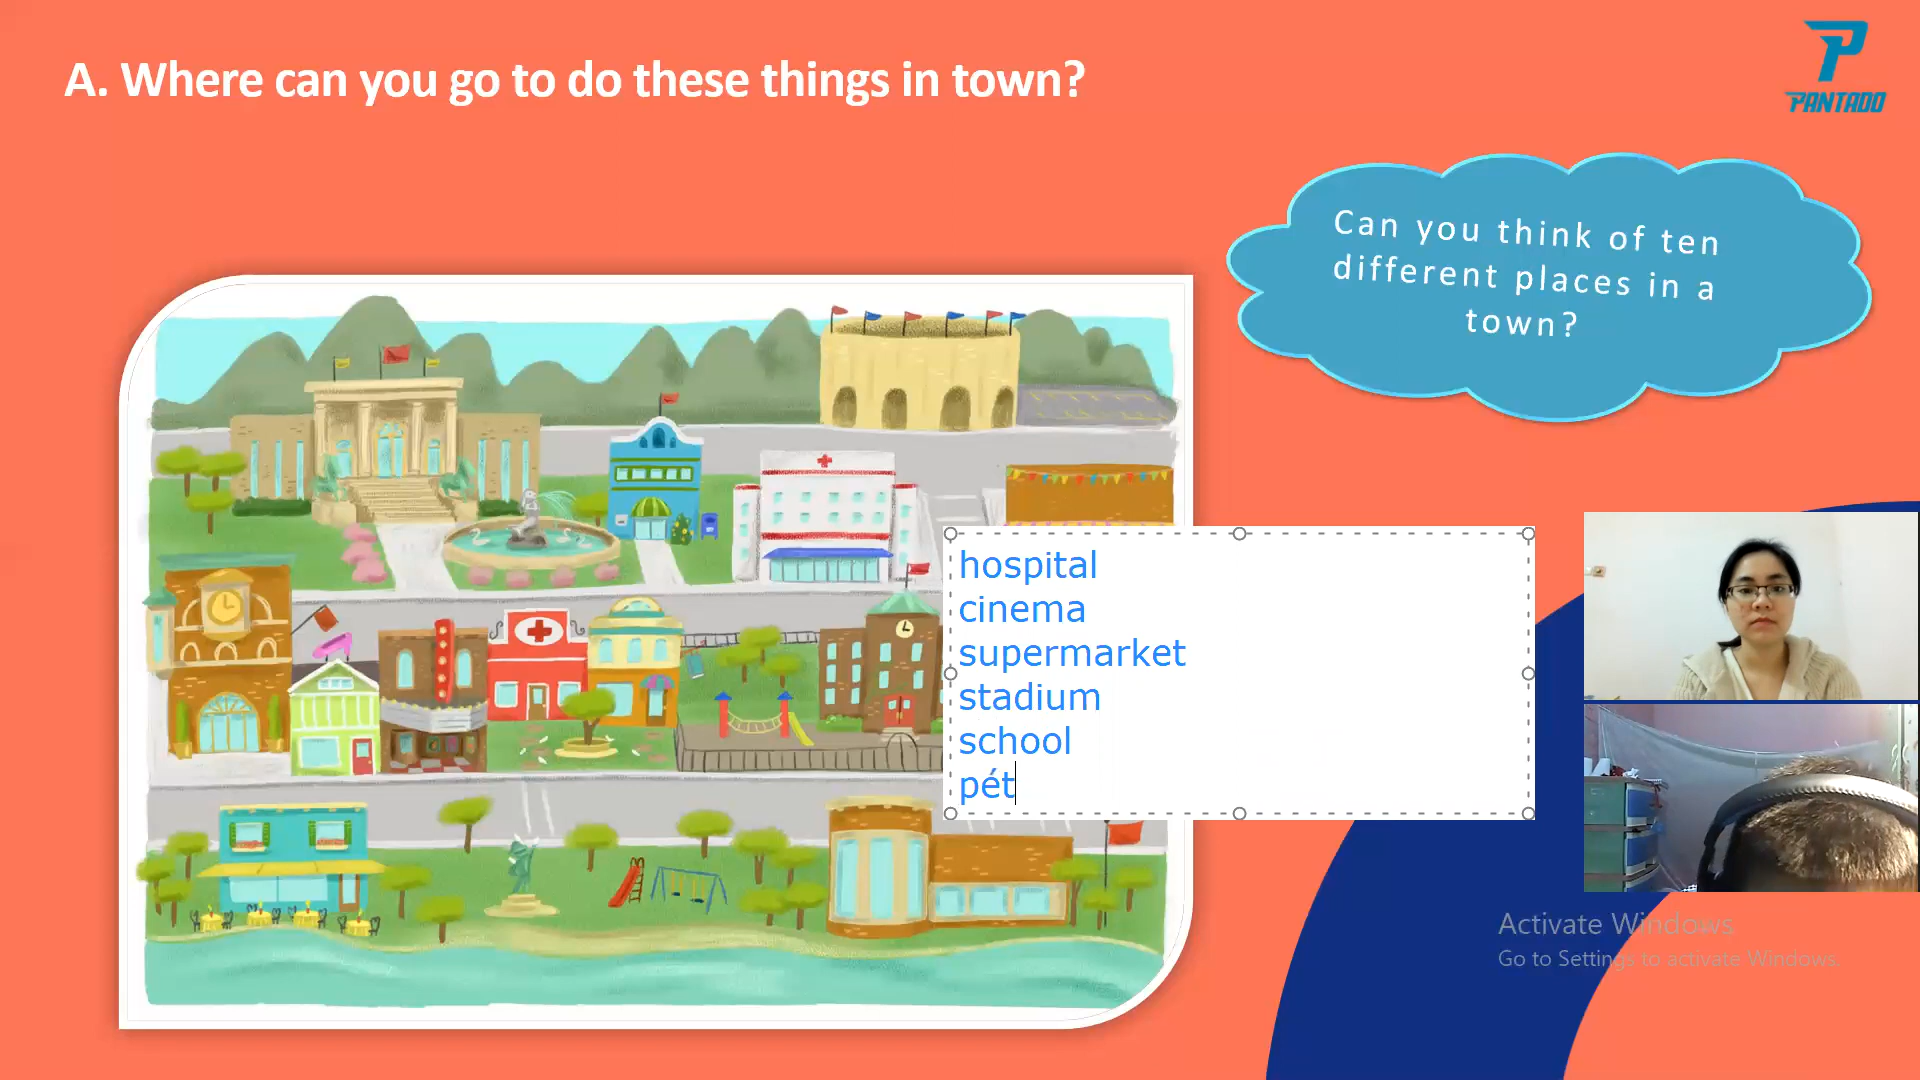 A. Where can you go to do these things in town?
PANTADO
Can you think of ten
different places in a
town?
hospital
cinema
supermarket
stadium
school
pét
Activate Windows
Go to Settings to activate Windows.